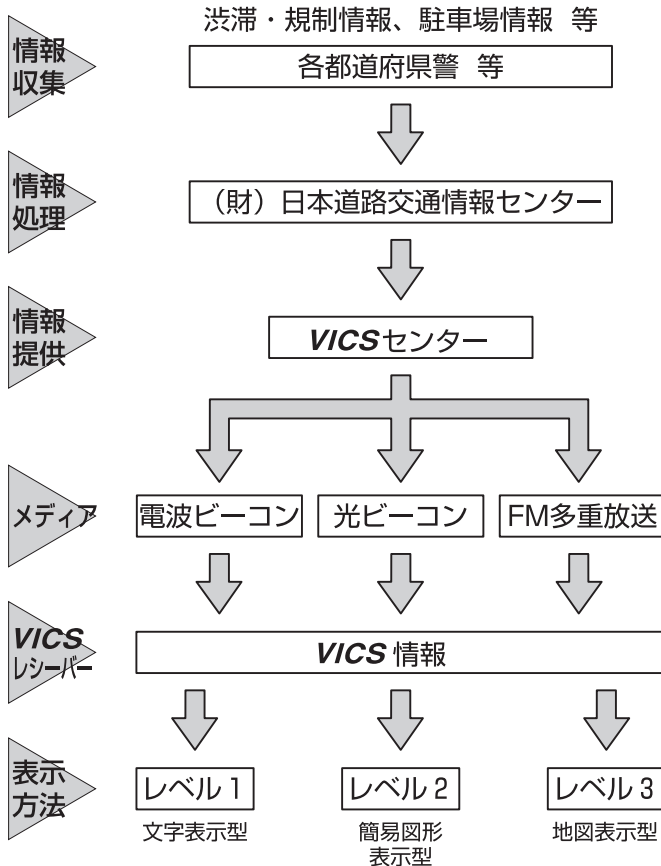 渋滞・規制情報、駐車場情報 等
情報
収集
各都道府県警 等
情報
処理
（財）日本道路交通情報センター
情報
提供
VICSセンター
メディア
電波ビーコン
光ビーコン
FM多重放送
VICS
レシーバー
VICS 情報
表示
方法
レベル 1
レベル 2
レベル 3
文字表示型
簡易図形
表示型
地図表示型